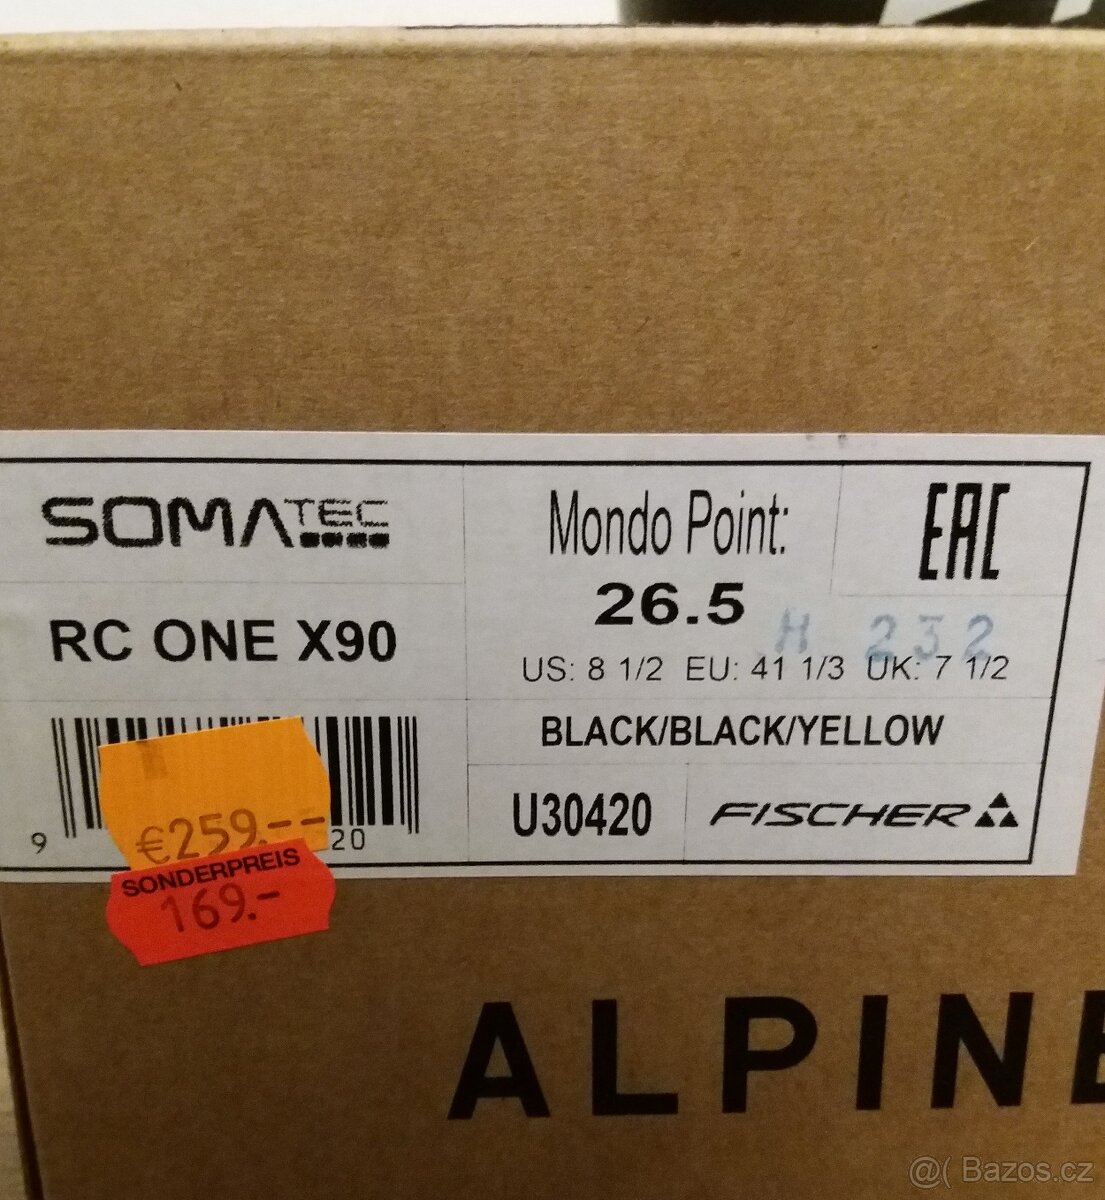 SOMATEC
RC ONE X90
Mondo Point:
26.5
H 232
US: 8 1/2 EU: 41 1/3 UK: 7 1/2
EAC
BLACK/BLACK/YELLOW
U30420
FISCHER
9
20
€259.--
SONDERPREIS
169.-
ALPINE
@( Bazos.cz